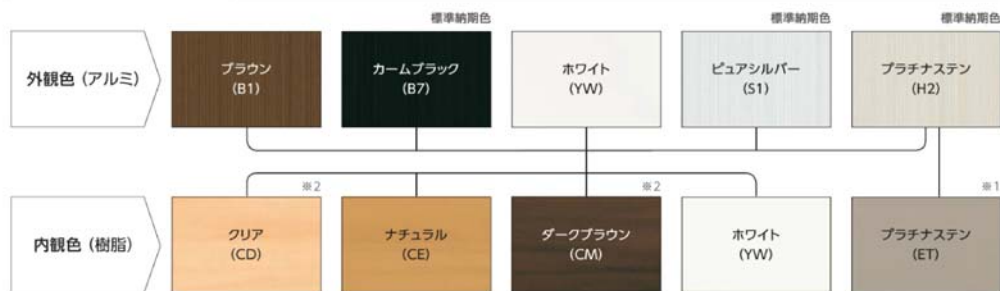 標準納期色
標準納期色
標準納期色
外観色 (アルミ)
ブラウン
(B1)
カームブラック
(B7)
ホワイト
(YW)
ピュアシルバー
(S1)
プラチナステン
(H2)
※2
※2
※1
内観色 (樹脂)
クリア
(CD)
ナチュラル
(CE)
ダークブラウン
(CM)
ホワイト
(YW)
プラチナステン
(ET)